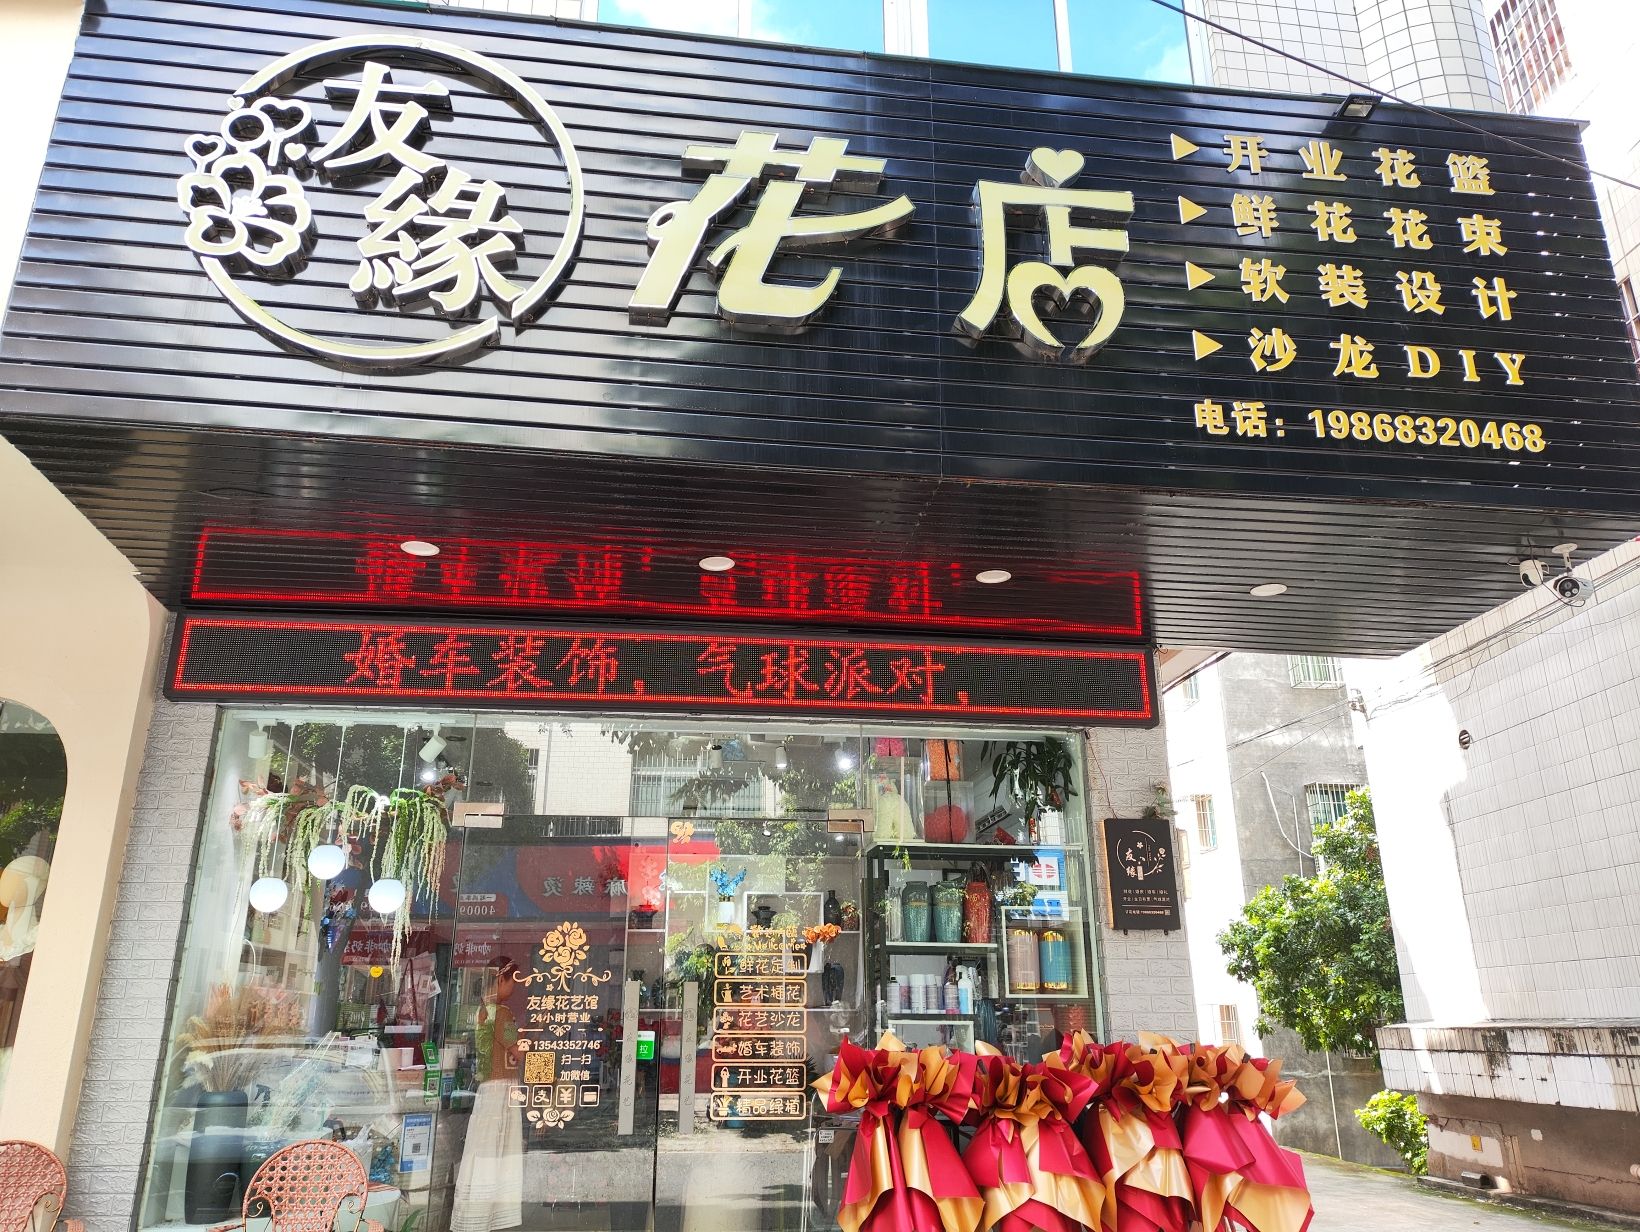 友
緣
花店
开业花篮
鲜花花束
软装设计
沙龙DIY
电话：19868320468
婚车装饰，气球派对，
友缘花艺馆
24小时营业
13543352746
扫一扫
加微信
鲜花定制
艺术插花
花艺沙龙
婚车装饰
开业花篮
精品绿植
拉
友
缘